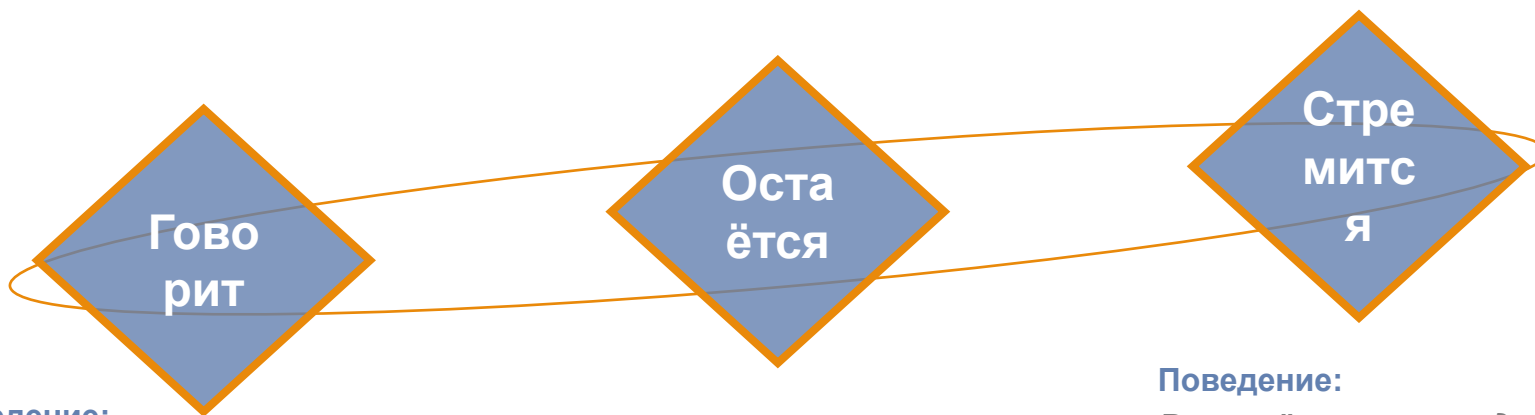 Гово
рит
Оста
ётся
Стре
митс
я
Поведение: